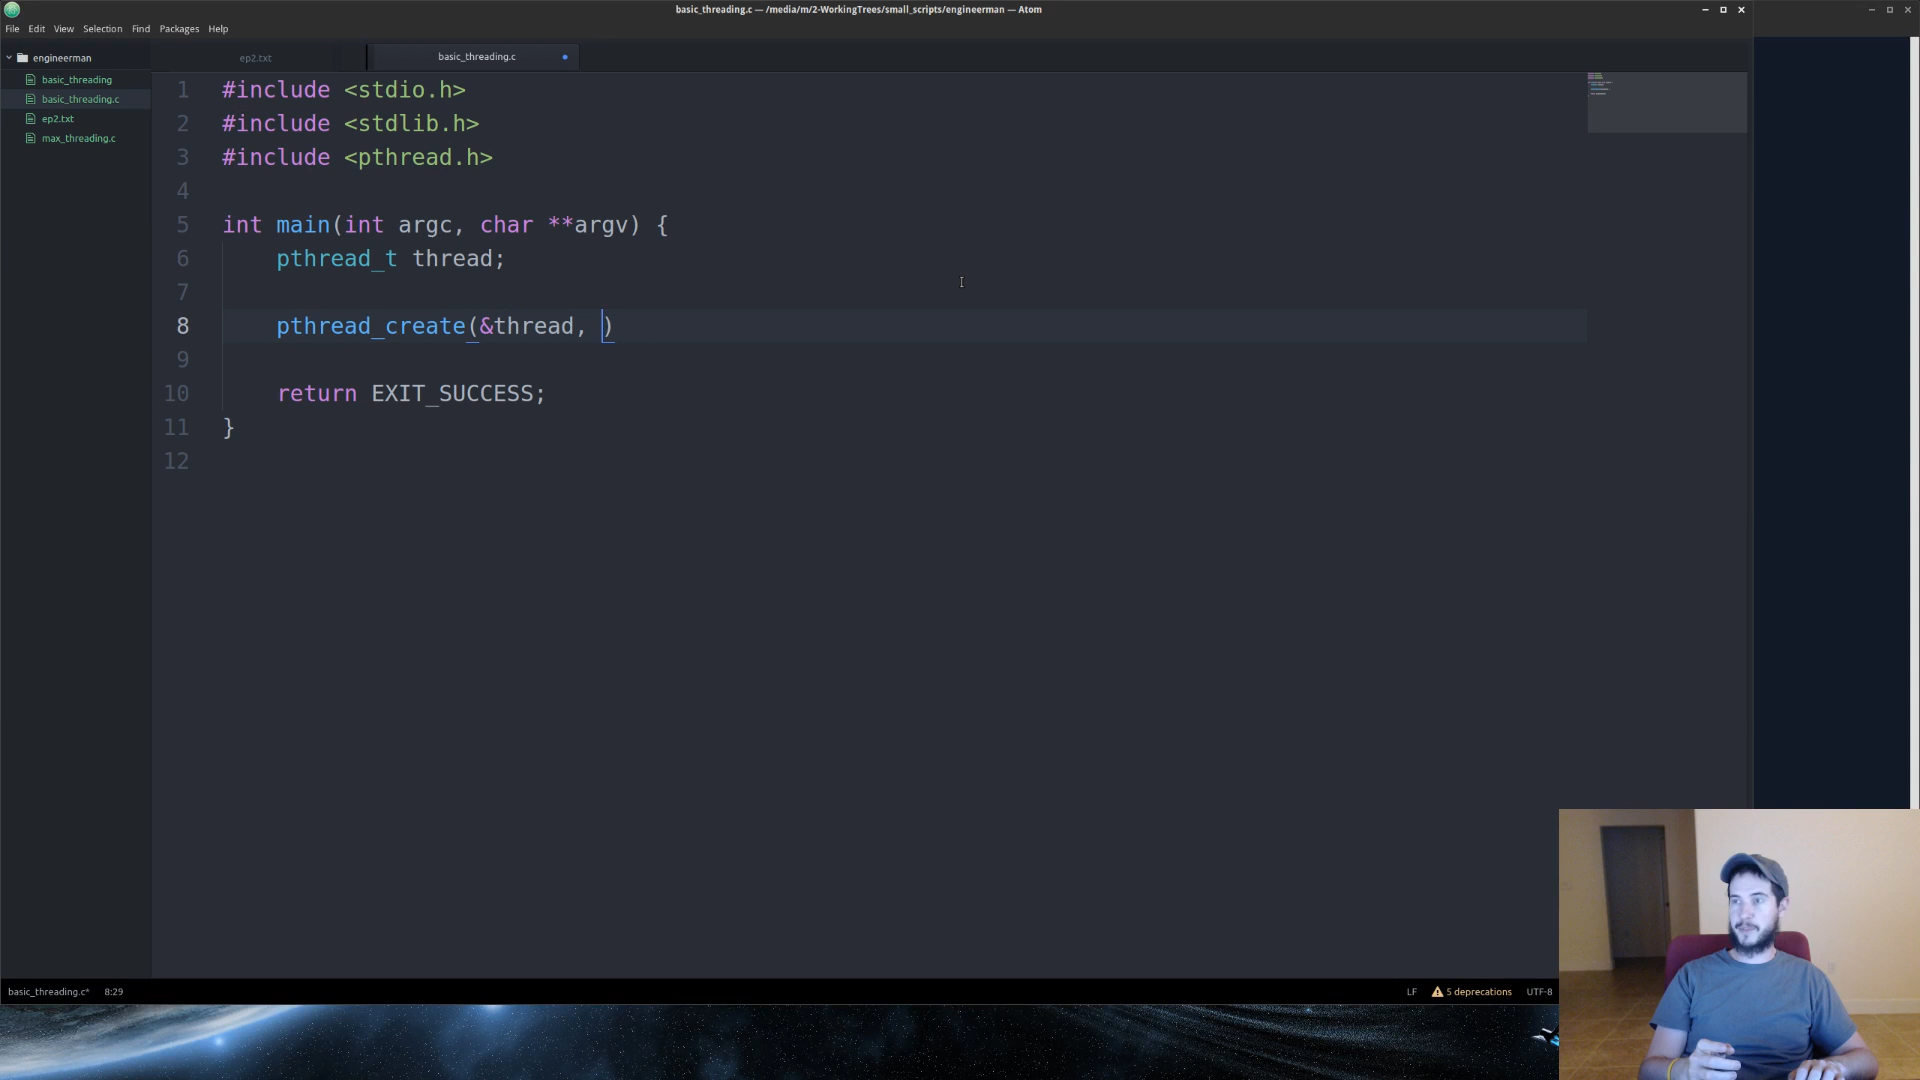 basic_threading.c — /media/m/2-WorkingTrees/small_scripts/engineerman — Atom
File Edit View Selection Find Packages Help
engineerman
basic_threading
basic_threading.c
ep2.txt
max_threading.c
ep2.txt basic_threading.c
1 #include <stdio.h>
2 #include <stdlib.h>
3 #include <pthread.h>
4
5 int main(int argc, char **argv) {
6 pthread_t thread;
7
8 pthread_create(&thread, )
9
10 return EXIT_SUCCESS;
11 }
12
basic_threading.c* 8:29 LF 5 deprecations UTF-8